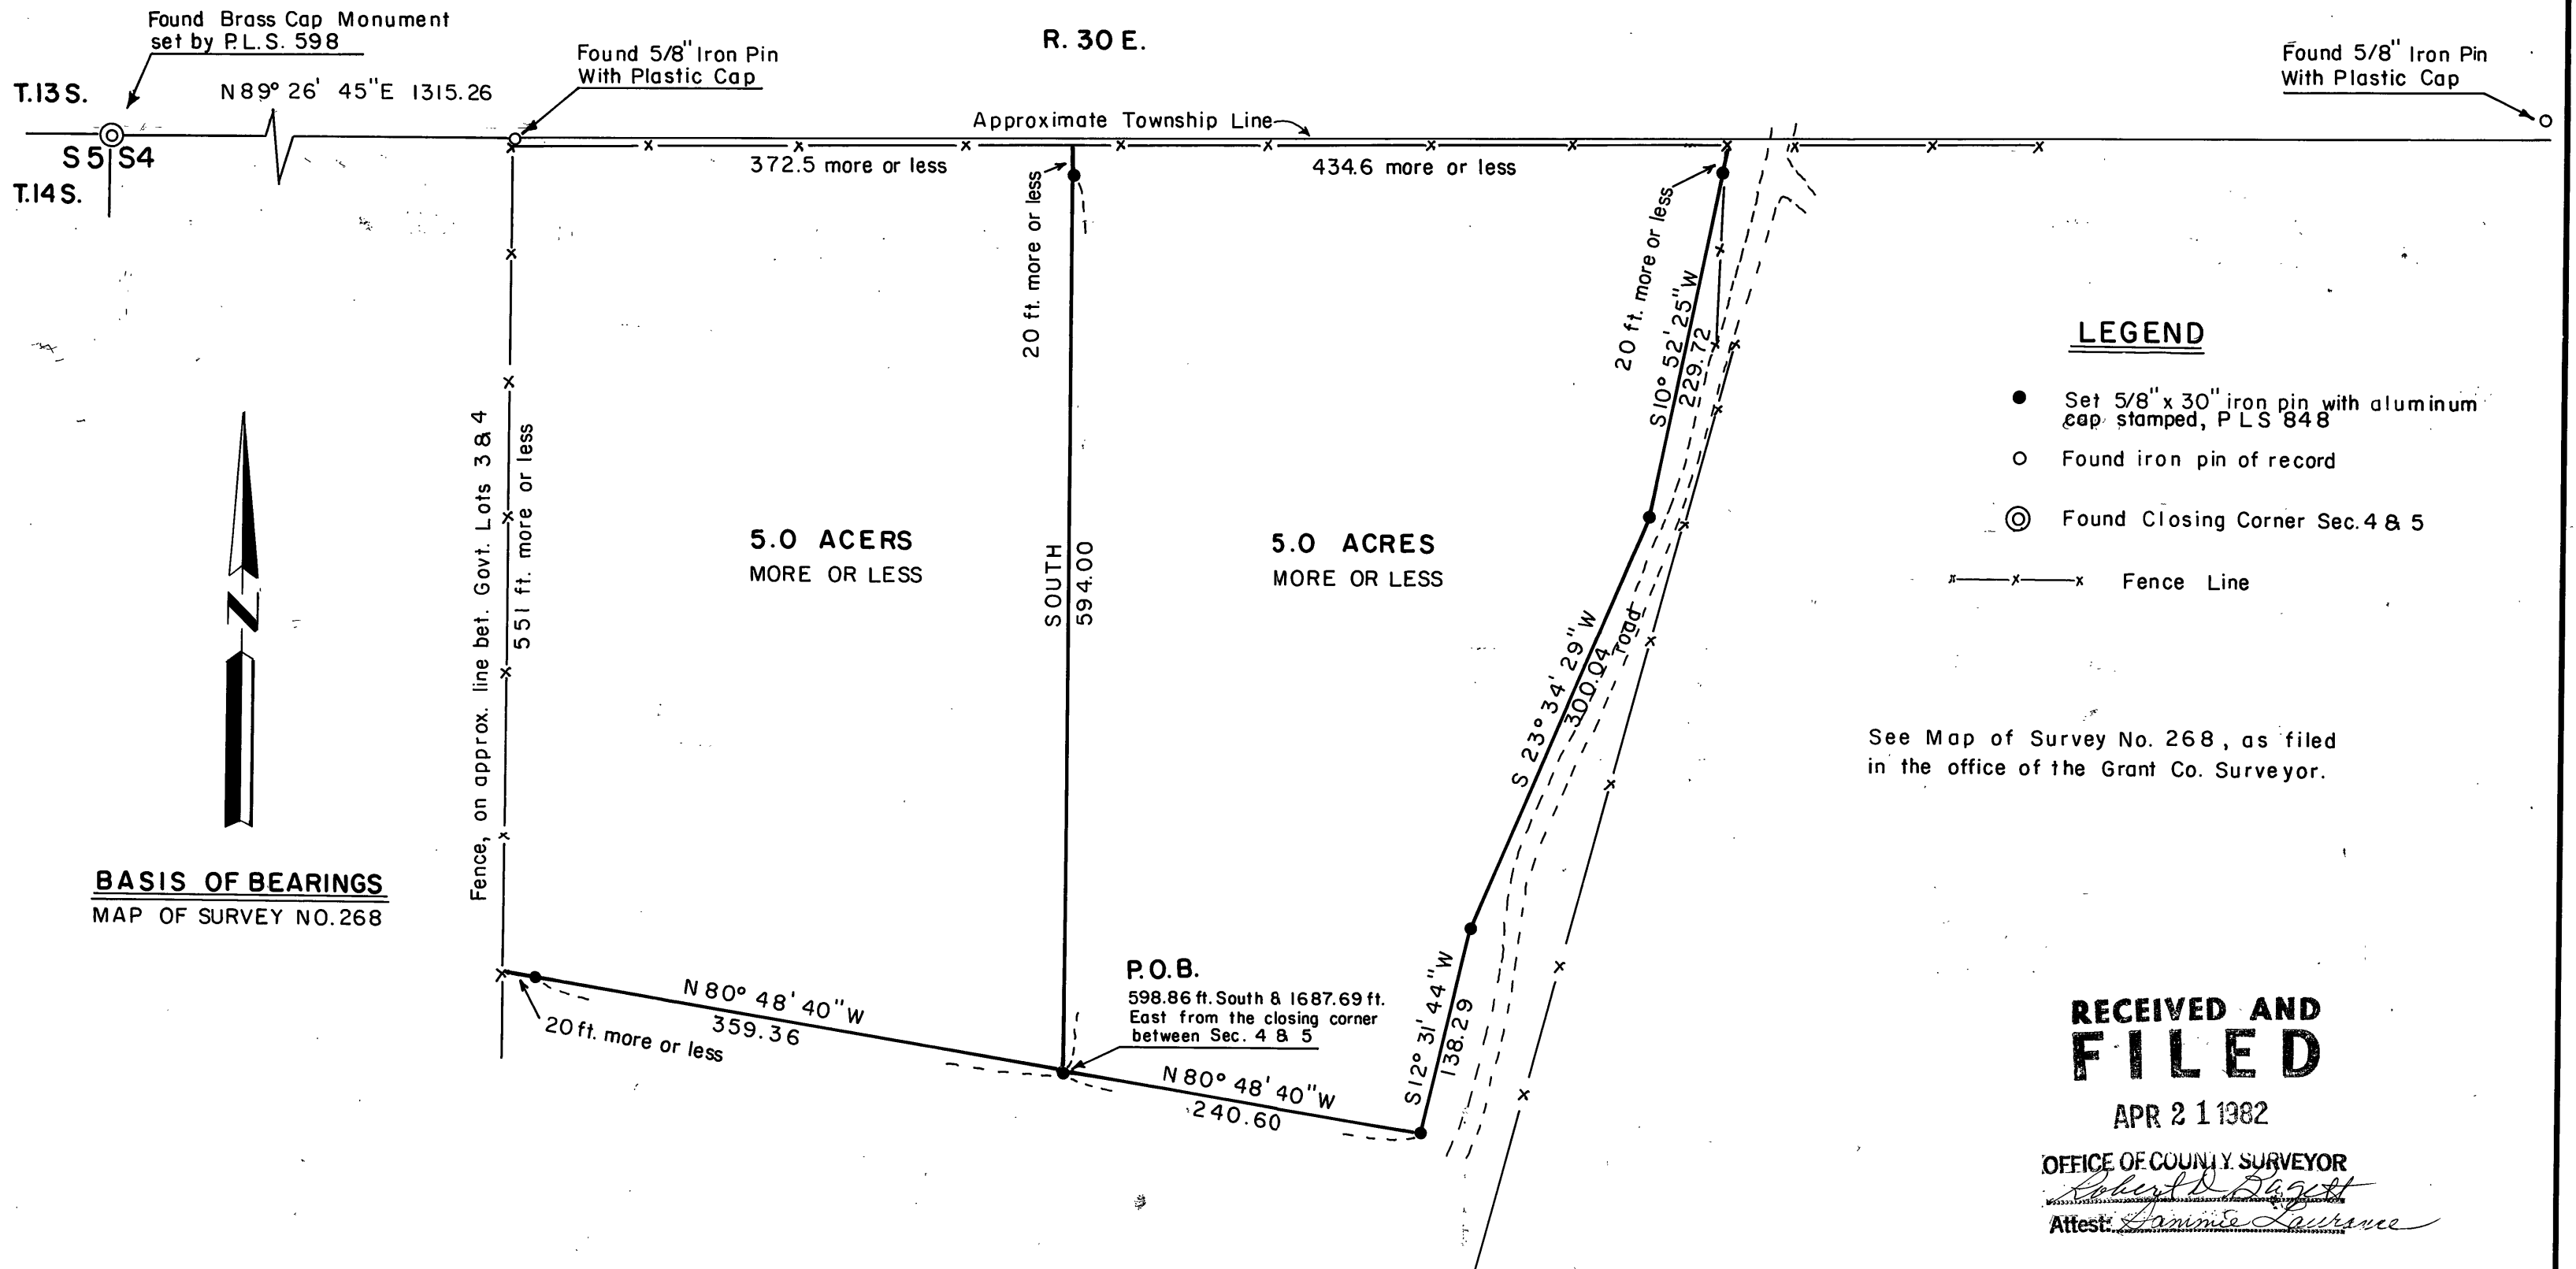 Found Brass Cap Monument
set by P.L.S. 598
R. 30 E.
Found 5/8" Iron Pin
With Plastic Cap
Found 5/8" Iron Pin
With Plastic Cap
T.13 S.
N 89° 26' 45"E 1315.26
Approximate Township Line
S 5 S 4
T.14 S.
372.5 more or less
434.6 more or less
20 ft. more or less
20 ft. more or less
S 10° 52' 25" W
229.72
LEGEND
Set 5/8" x 30" iron pin with aluminum
cap stamped, P L S 848
Found iron pin of record
Found Closing Corner Sec. 4 & 5
Fence Line
Fence, on approx. line bet. Govt. Lots 3 & 4
551 ft. more or less
5.0 ACERS
MORE OR LESS
SOUTH
594.00
5.0 ACRES
MORE OR LESS
S 23° 34' 29" W
300.04
road
N
See Map of Survey No. 268, as filed
in the office of the Grant Co. Surveyor.
BASIS OF BEARINGS
MAP OF SURVEY NO. 268
N 80° 48' 40" W
359.36
20 ft. more or less
P.O.B.
598.86 ft. South & 1687.69 ft.
East from the closing corner
between Sec. 4 & 5
N 80° 48' 40" W
240.60
S 12° 31' 44" W
138.29
RECEIVED AND
FILED
APR 21 1982
OFFICE OF COUNTY SURVEYOR
Robert D Bagett
Attest: Sammie Laurance